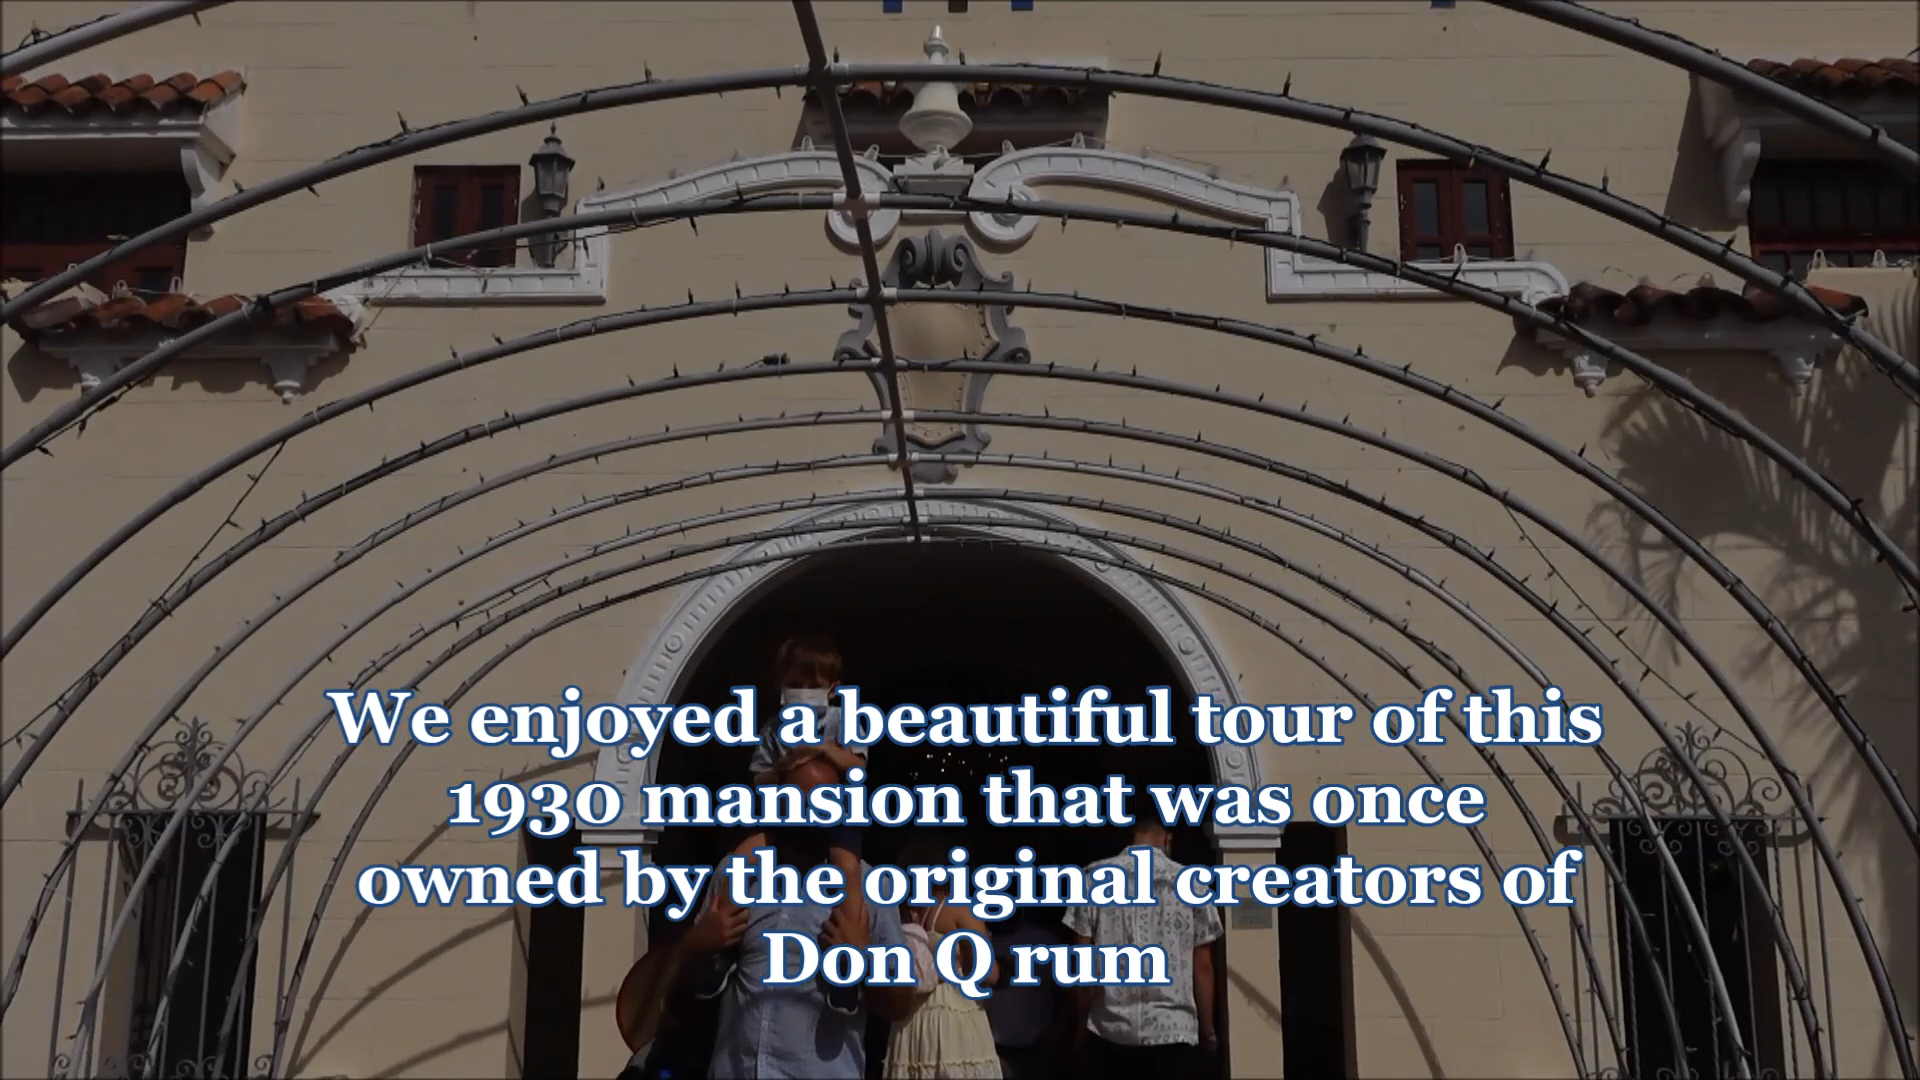 We enjoyed a beautiful tour of this
1930 mansion that was once
owned by the original creators of
Don Q rum